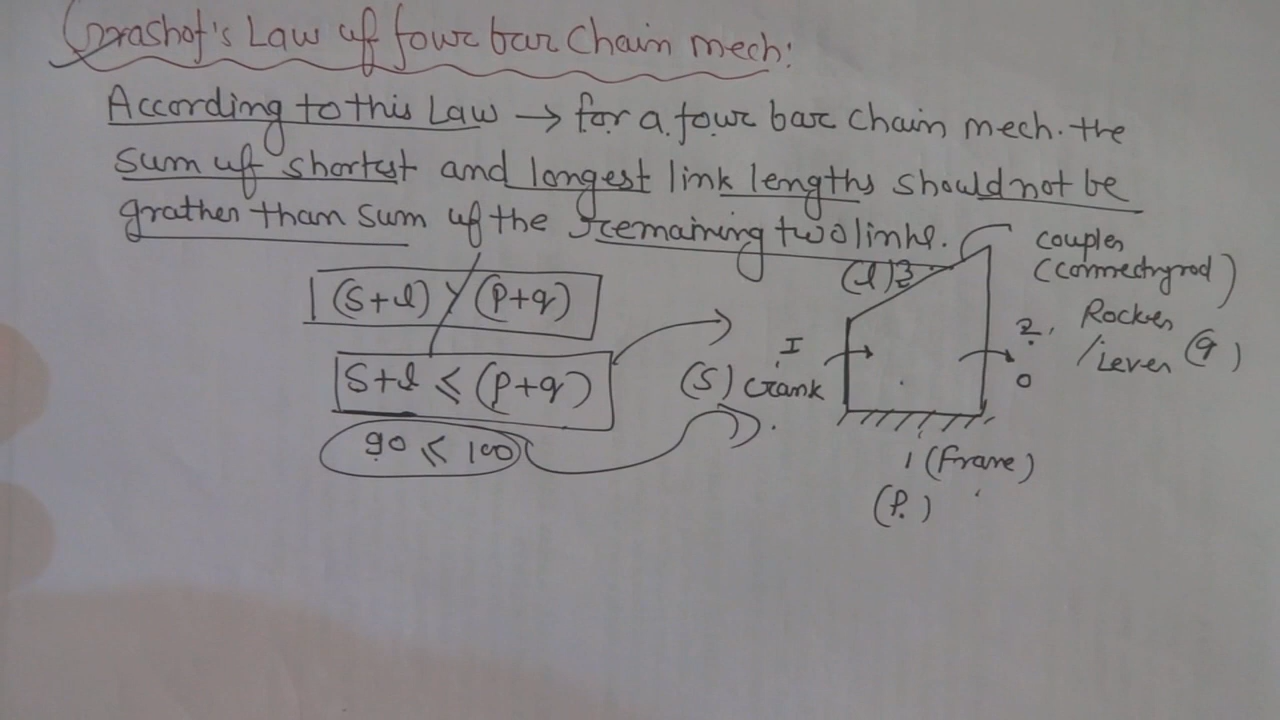 Grashof's Law of four bar Chain mech:
According to this Law → for a four bar chain mech. the
sum of shortest and longest link lengths should not be
grather than sum of the remaining two links.
(S+l) > (P+q)
S+l ≤ (P+q)
90 ≤ 100
(l) 3
coupler
(connectingrod)
I
(S) crank
2, Rocker
/Lever (q)
O
1 (Frame)
(P.)